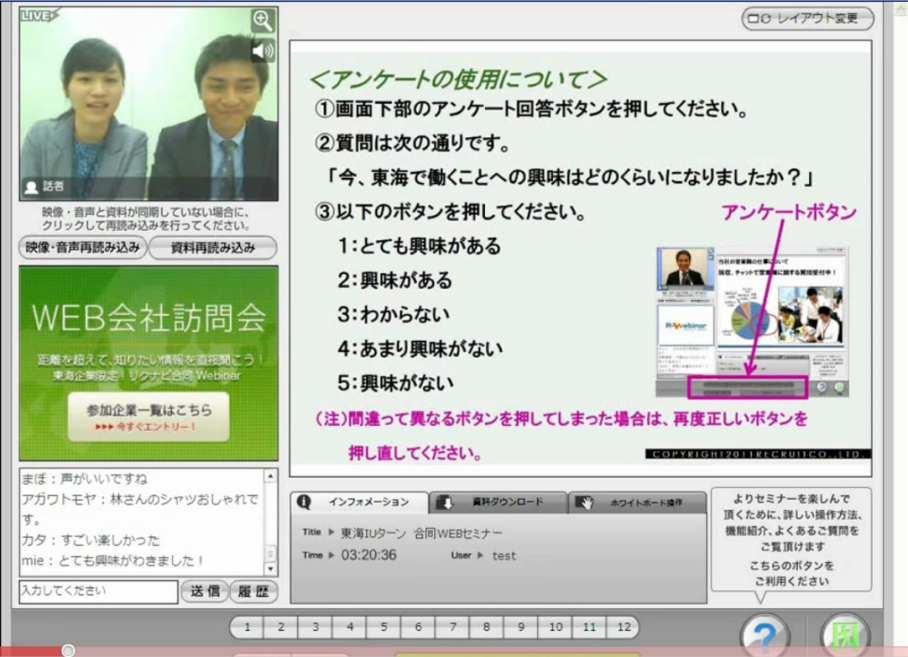 LIVE
レイアウト変更
話者
映像・音声と資料が同期していない場合に、
クリックして再読み込みを行ってください。
映像・音声再読み込み
資料再読み込み
WEB会社訪問会
距離を超えて、知りたい情報を直接聞こう！
東海企業限定！リクナビ合同 Webinar
参加企業一覧はこちら
▸▸▸ 今すぐエントリー！
まぼ：声がいいですね
アガワトモヤ：林さんのシャツおしゃれで
す。
カタ：すごい楽しかった
mie：とても興味がわきました！
入力してください
送信
履歴
＜アンケートの使用について＞
①画面下部のアンケート回答ボタンを押してください。
②質問は次の通りです。
「今、東海で働くことへの興味はどのくらいになりましたか？」
③以下のボタンを押してください。
アンケートボタン
1：とても興味がある
2：興味がある
3：わからない
4：あまり興味がない
5：興味がない
当社の営業職の仕事について
（注）間違って異なるボタンを押してしまった場合は、再度正しいボタンを
押し直してください。
COPYRIGHT2011RECRUITCO.,LTD.
インフォメーション
資料ダウンロード
ホワイトボード操作
Title ▸ 東海IUターン 合同WEBセミナー
Time ▸ 03:20:36 User ▸ test
よりセミナーを楽しんで
頂くために、詳しい操作方法、
機能紹介、よくあるご質問を
ご覧頂けます
こちらのボタンを
ご利用ください
1 2 3 4 5 6 7 8 9 10 11 12
?